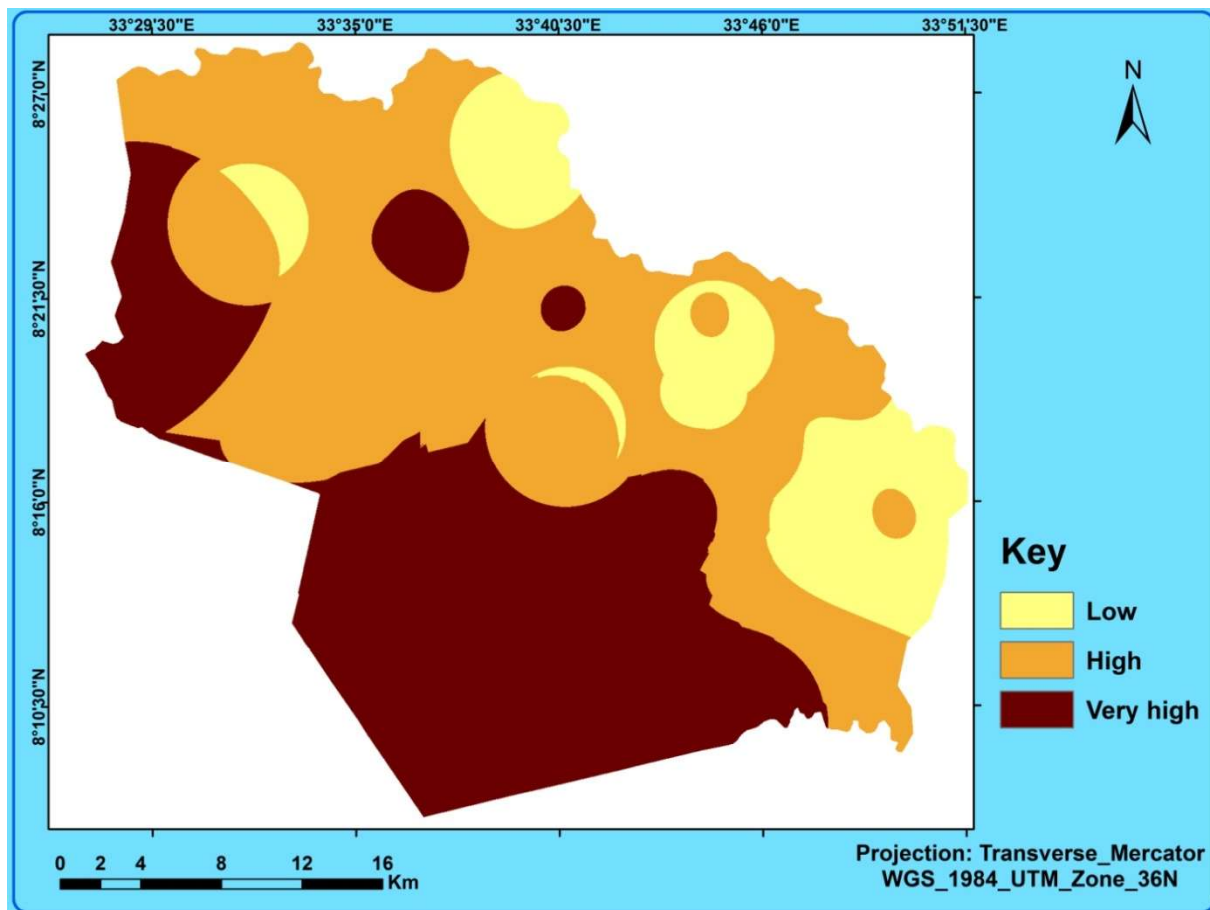 33°29'30"E 33°35'0"E 33°40'30"E 33°46'0"E 33°51'30"E
N
8°27'0"N
8°21'30"N
8°16'0"N
8°10'30"N
Key
Low
High
Very high
0 2 4 8 12 16
Km
Projection: Transverse_Mercator
WGS_1984_UTM_Zone_36N